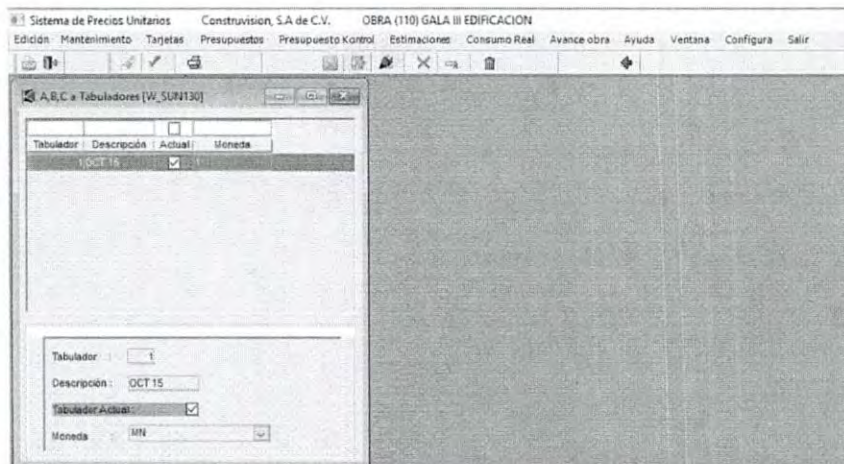 Sistema de Precios Unitarios Construvision, S.A de C.V. OBRA (110) GALA III EDIFICACION
Edición Mantenimiento Tarjetas Presupuestos Presupuesto Kontrol Estimaciones Consumo Real Avance obra Ayuda Ventana Configura Salir
A,B,C a Tabuladores [W_SUN130]
Tabulador Descripción Actual Moneda
1 OCT 15 1
Tabulador : 1
Descripción : OCT 15
Tabulador Actual :
Moneda : MN